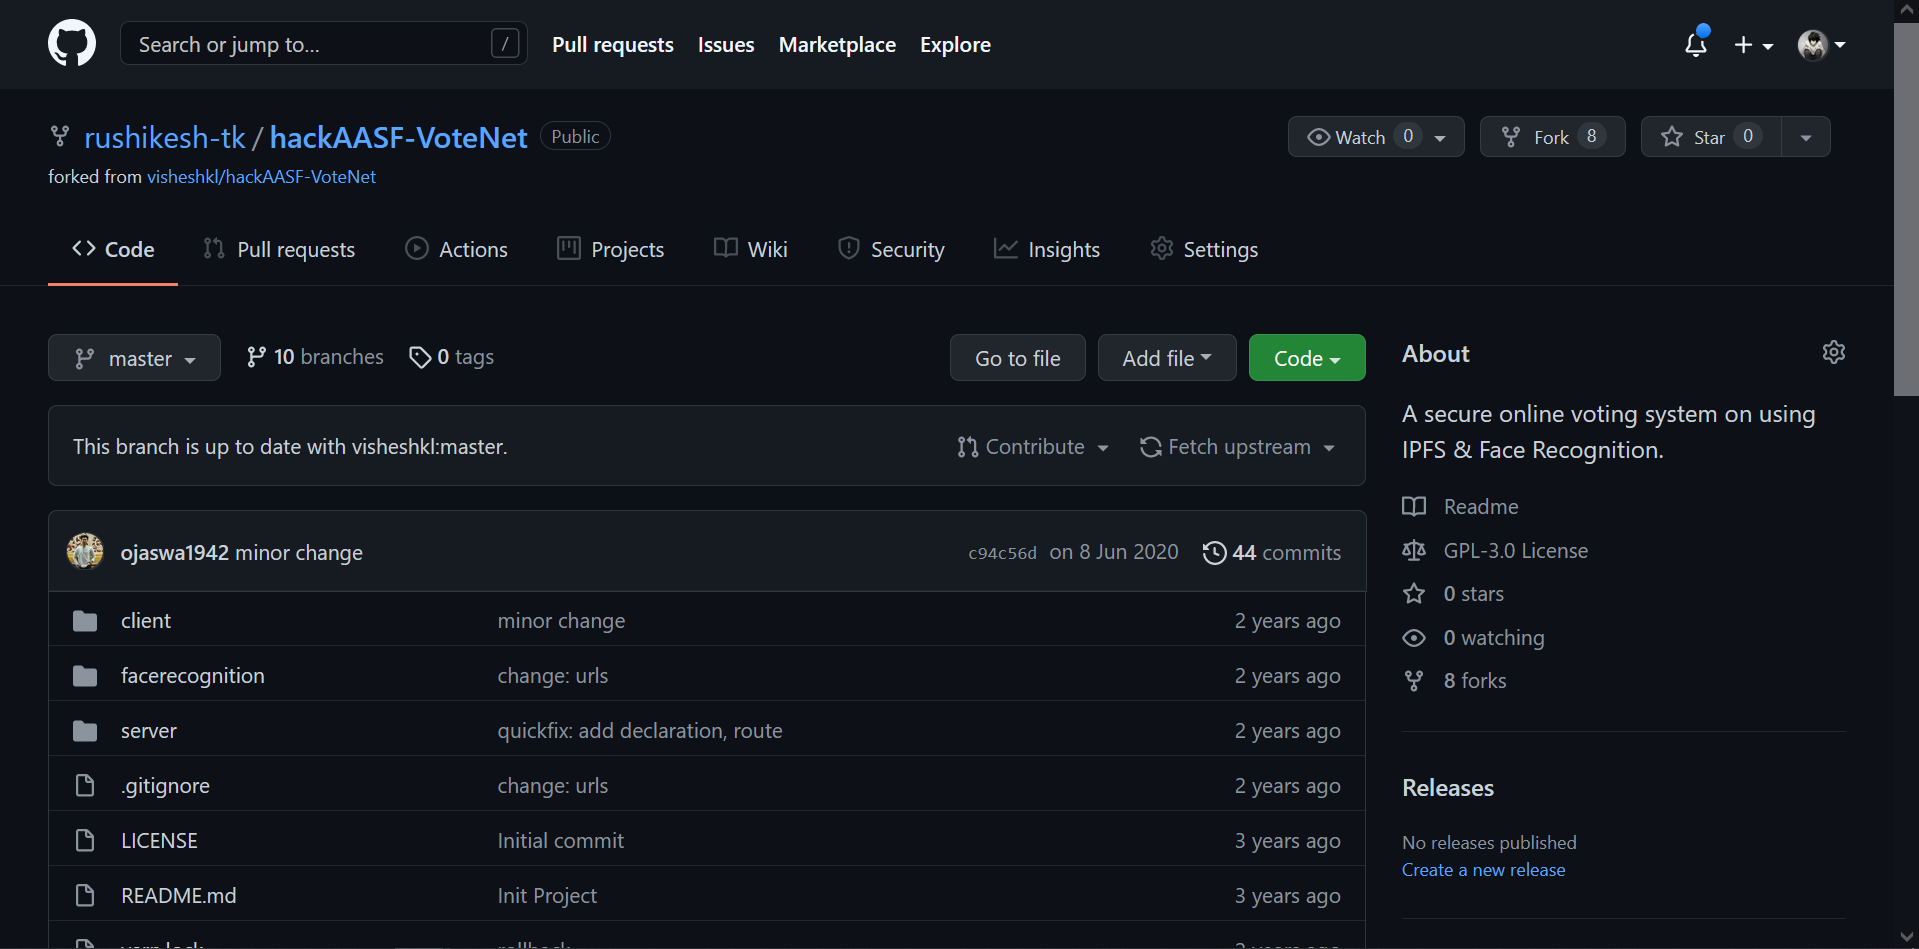 Search or jump to... /
Pull requests Issues Marketplace Explore
rushikesh-tk / hackAASF-VoteNet Public
Watch 0 Fork 8 Star 0
forked from visheshkl/hackAASF-VoteNet
Code Pull requests Actions Projects Wiki Security Insights Settings
master 10 branches 0 tags
Go to file Add file Code
This branch is up to date with visheshkl:master.
Contribute Fetch upstream
ojaswa1942 minor change c94c56d on 8 Jun 2020 44 commits
client minor change 2 years ago
facerecognition change: urls 2 years ago
server quickfix: add declaration, route 2 years ago
.gitignore change: urls 2 years ago
LICENSE Initial commit 3 years ago
README.md Init Project 3 years ago
About
A secure online voting system on using
IPFS & Face Recognition.
Readme
GPL-3.0 License
0 stars
0 watching
8 forks
Releases
No releases published
Create a new release